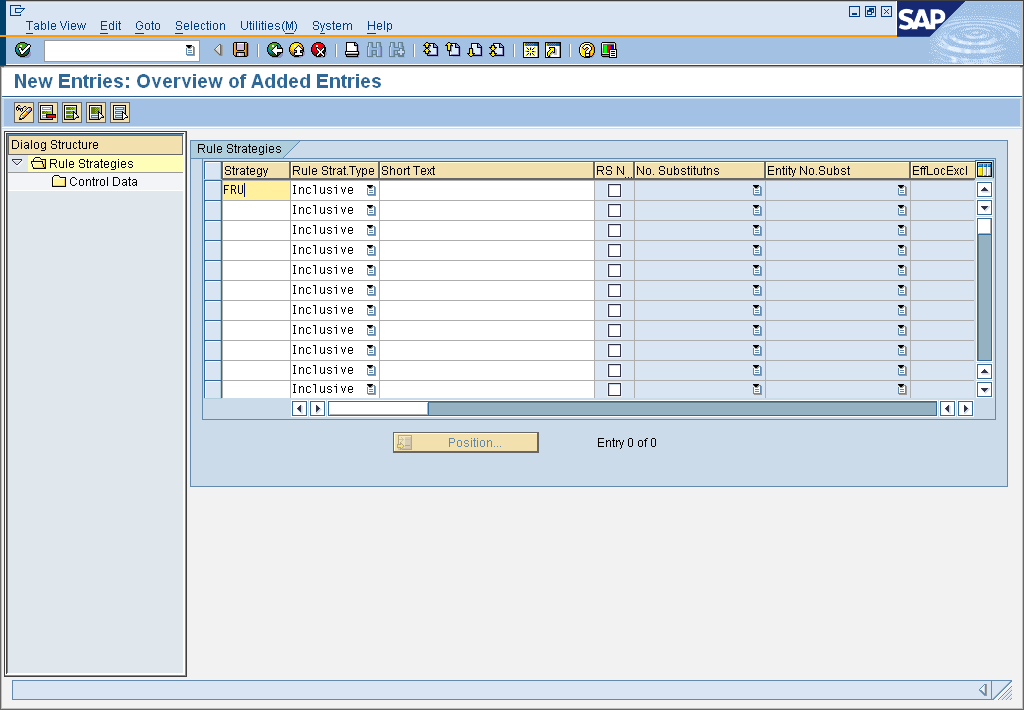 Table View Edit Goto Selection Utilities(M) System Help
SAP
New Entries: Overview of Added Entries
Dialog Structure
Rule Strategies
Control Data
Rule Strategies
Strategy Rule Strat.Type Short Text RS N... No. Substitutns Entity No.Subst EffLocExcl
FRU Inclusive
Inclusive
Inclusive
Inclusive
Inclusive
Inclusive
Inclusive
Inclusive
Inclusive
Inclusive
Inclusive
Position... Entry 0 of 0